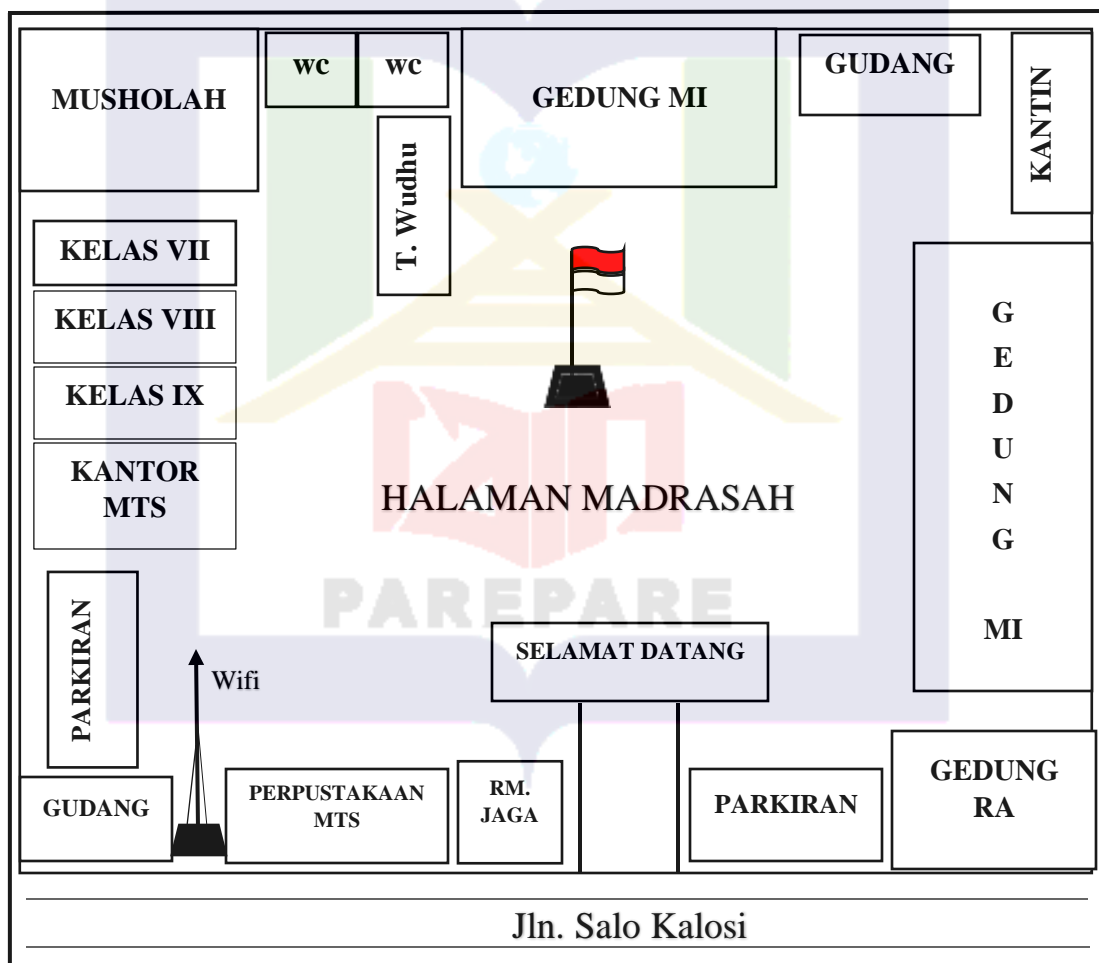 MUSHOLAH
wc
wc
GEDUNG MI
GUDANG
KANTIN
T. Wudhu
KELAS VII
KELAS VIII
KELAS IX
KANTOR
MTS
HALAMAN MADRASAH
GEDUNG
MI
PAREPARE
PARKIRAN
Wifi
SELAMAT DATANG
GUDANG
PERPUSTAKAAN
MTS
RM.
JAGA
PARKIRAN
GEDUNG
RA
Jln. Salo Kalosi